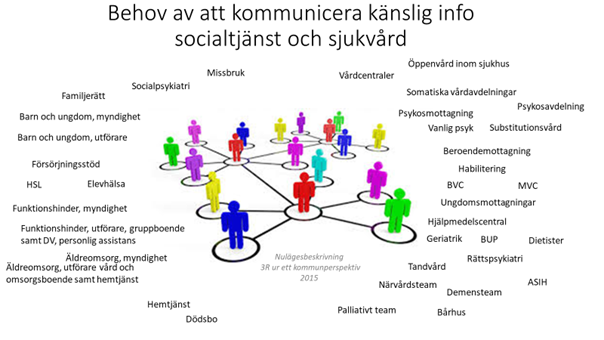 Behov av att kommunicera känslig info
socialtjänst och sjukvård
Missbruk
Socialpsykiatri
Familjerätt
Barn och ungdom, myndighet
Barn och ungdom, utförare
Försörjningsstöd
HSL
Elevhälsa
Funktionshinder, myndighet
Funktionshinder, utförare, gruppboende
samt DV, personlig assistans
Äldreomsorg, myndighet
Äldreomsorg, utförare vård och
omsorgsboende samt hemtjänst
Hemtjänst
Dödsbo
Nulägesbeskrivning
3R ur ett kommunperspektiv
2015
Vårdcentraler
Öppenvård inom sjukhus
Somatiska vårdavdelningar
Psykosavdelning
Psykosmottagning
Vanlig psyk
Substitutionsvård
Beroendemottagning
Habilitering
BVC
MVC
Ungdomsmottagningar
Hjälpmedelscentral
Geriatrik
BUP
Dietister
Rättspsykiatri
Tandvård
Närvårdsteam
Demensteam
ASIH
Palliativt team
Bårhus